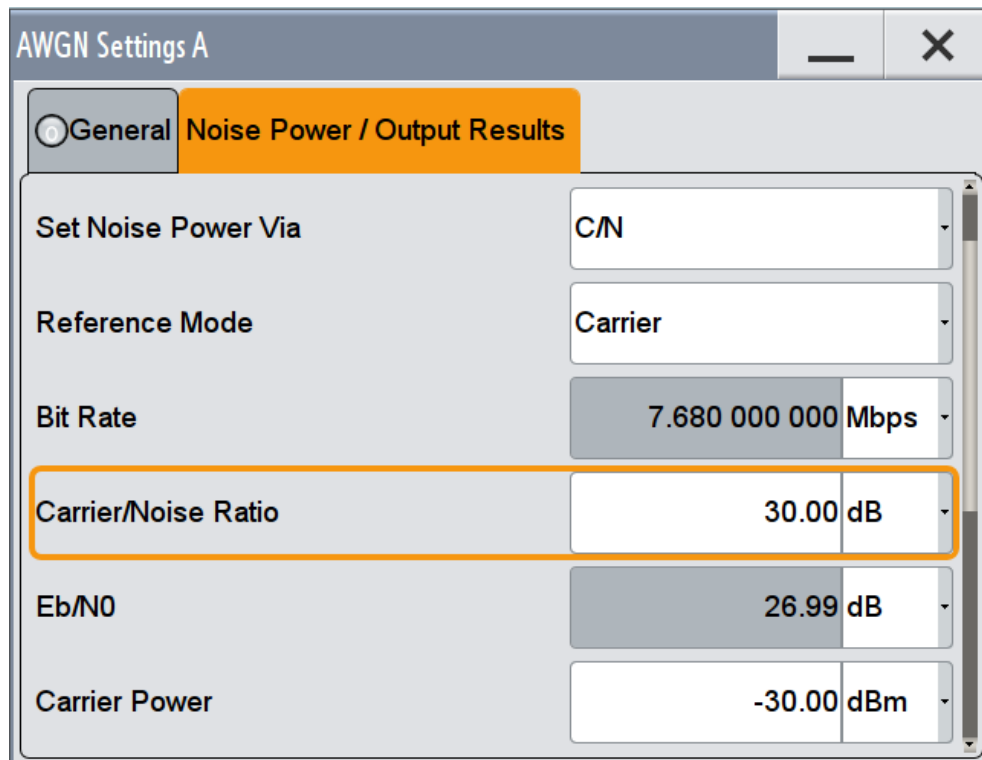 AWGN Settings A
General Noise Power / Output Results
Set Noise Power Via C/N
Reference Mode Carrier
Bit Rate 7.680 000 000 Mbps
Carrier/Noise Ratio 30.00 dB
Eb/N0 26.99 dB
Carrier Power -30.00 dBm